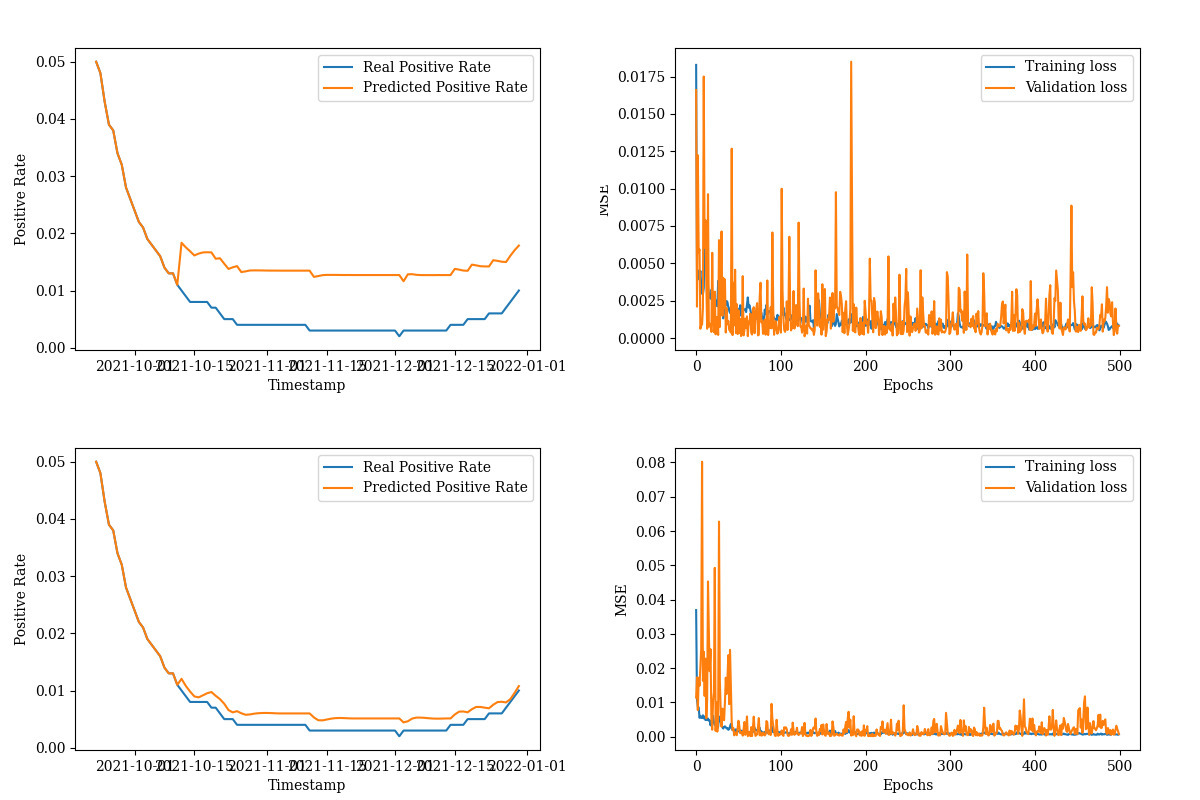 Real Positive Rate
Predicted Positive Rate
0.05
0.04
0.03
0.02
0.01
0.00
Positive Rate
2021-10-01
2021-10-15
2021-11-01
2021-11-15
2021-12-01
2021-12-15
2022-01-01
Timestamp
Training loss
Validation loss
0.0175
0.0150
0.0125
0.0100
0.0075
0.0050
0.0025
0.0000
MSE
0 100 200 300 400 500
Epochs
Real Positive Rate
Predicted Positive Rate
0.05
0.04
0.03
0.02
0.01
0.00
Positive Rate
2021-10-01
2021-10-15
2021-11-01
2021-11-15
2021-12-01
2021-12-15
2022-01-01
Timestamp
Training loss
Validation loss
0.08
0.07
0.06
0.05
0.04
0.03
0.02
0.01
0.00
MSE
0 100 200 300 400 500
Epochs